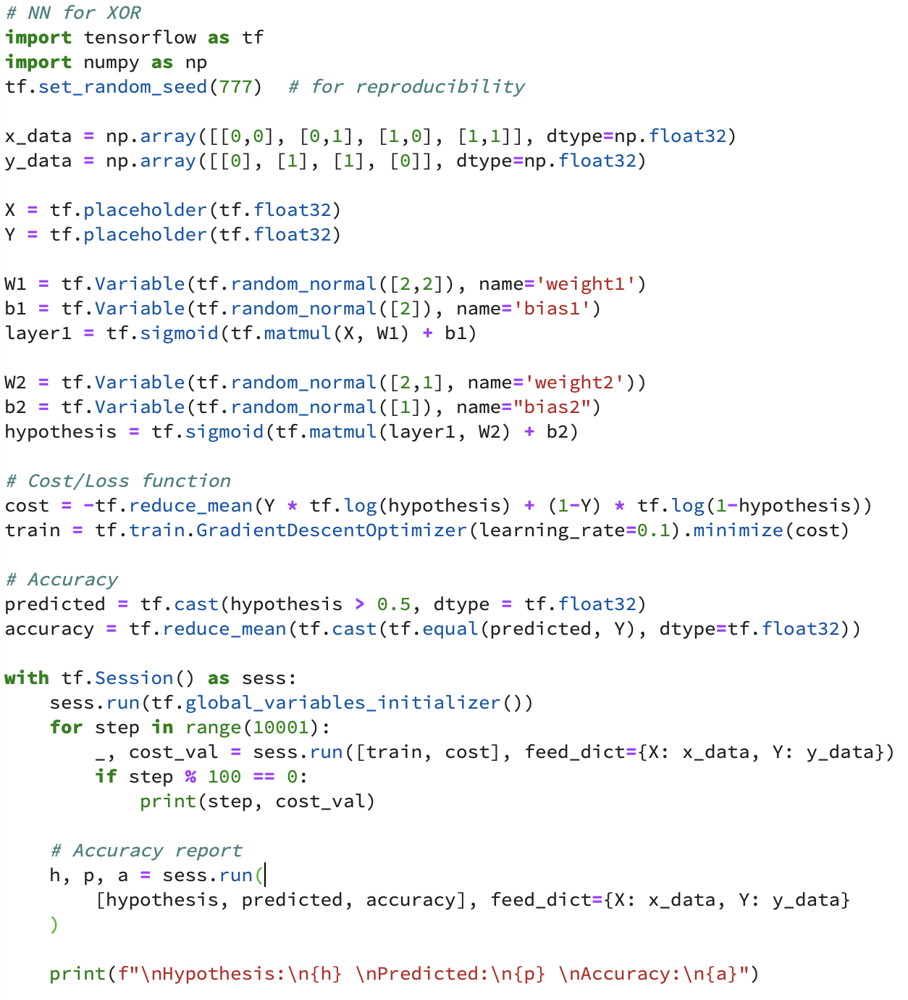 # NN for XOR
import tensorflow as tf
import numpy as np
tf.set_random_seed(777)  # for reproducibility

x_data = np.array([[0,0], [0,1], [1,0], [1,1]], dtype=np.float32)
y_data = np.array([[0], [1], [1], [0]], dtype=np.float32)

X = tf.placeholder(tf.float32)
Y = tf.placeholder(tf.float32)

W1 = tf.Variable(tf.random_normal([2,2]), name='weight1')
b1 = tf.Variable(tf.random_normal([2]), name='bias1')
layer1 = tf.sigmoid(tf.matmul(X, W1) + b1)

W2 = tf.Variable(tf.random_normal([2,1], name='weight2'))
b2 = tf.Variable(tf.random_normal([1]), name="bias2")
hypothesis = tf.sigmoid(tf.matmul(layer1, W2) + b2)

# Cost/Loss function
cost = -tf.reduce_mean(Y * tf.log(hypothesis) + (1-Y) * tf.log(1-hypothesis))
train = tf.train.GradientDescentOptimizer(learning_rate=0.1).minimize(cost)

# Accuracy
predicted = tf.cast(hypothesis > 0.5, dtype = tf.float32)
accuracy = tf.reduce_mean(tf.cast(tf.equal(predicted, Y), dtype=tf.float32))

with tf.Session() as sess:
    sess.run(tf.global_variables_initializer())
    for step in range(10001):
        _, cost_val = sess.run([train, cost], feed_dict={X: x_data, Y: y_data})
        if step % 100 == 0:
            print(step, cost_val)

    # Accuracy report
    h, p, a = sess.run(
        [hypothesis, predicted, accuracy], feed_dict={X: x_data, Y: y_data}
    )

    print(f"\nHypothesis:\n{h} \nPredicted:\n{p} \nAccuracy:\n{a}")